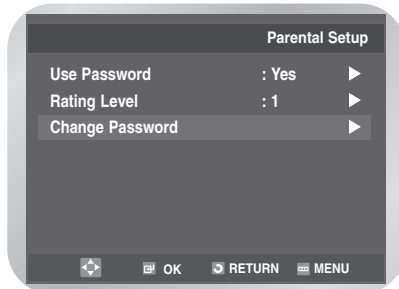 Parental Setup
Use Password : Yes
Rating Level : 1
Change Password
OK RETURN MENU